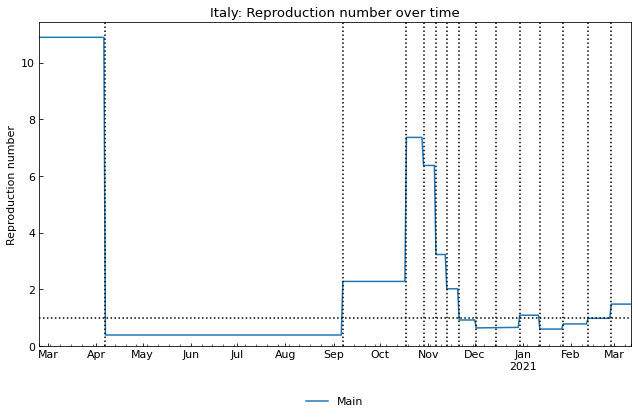 Italy: Reproduction number over time
Reproduction number
10
8
6
4
2
0
Mar Apr May Jun Jul Aug Sep Oct Nov Dec Jan Feb Mar
2021
Main